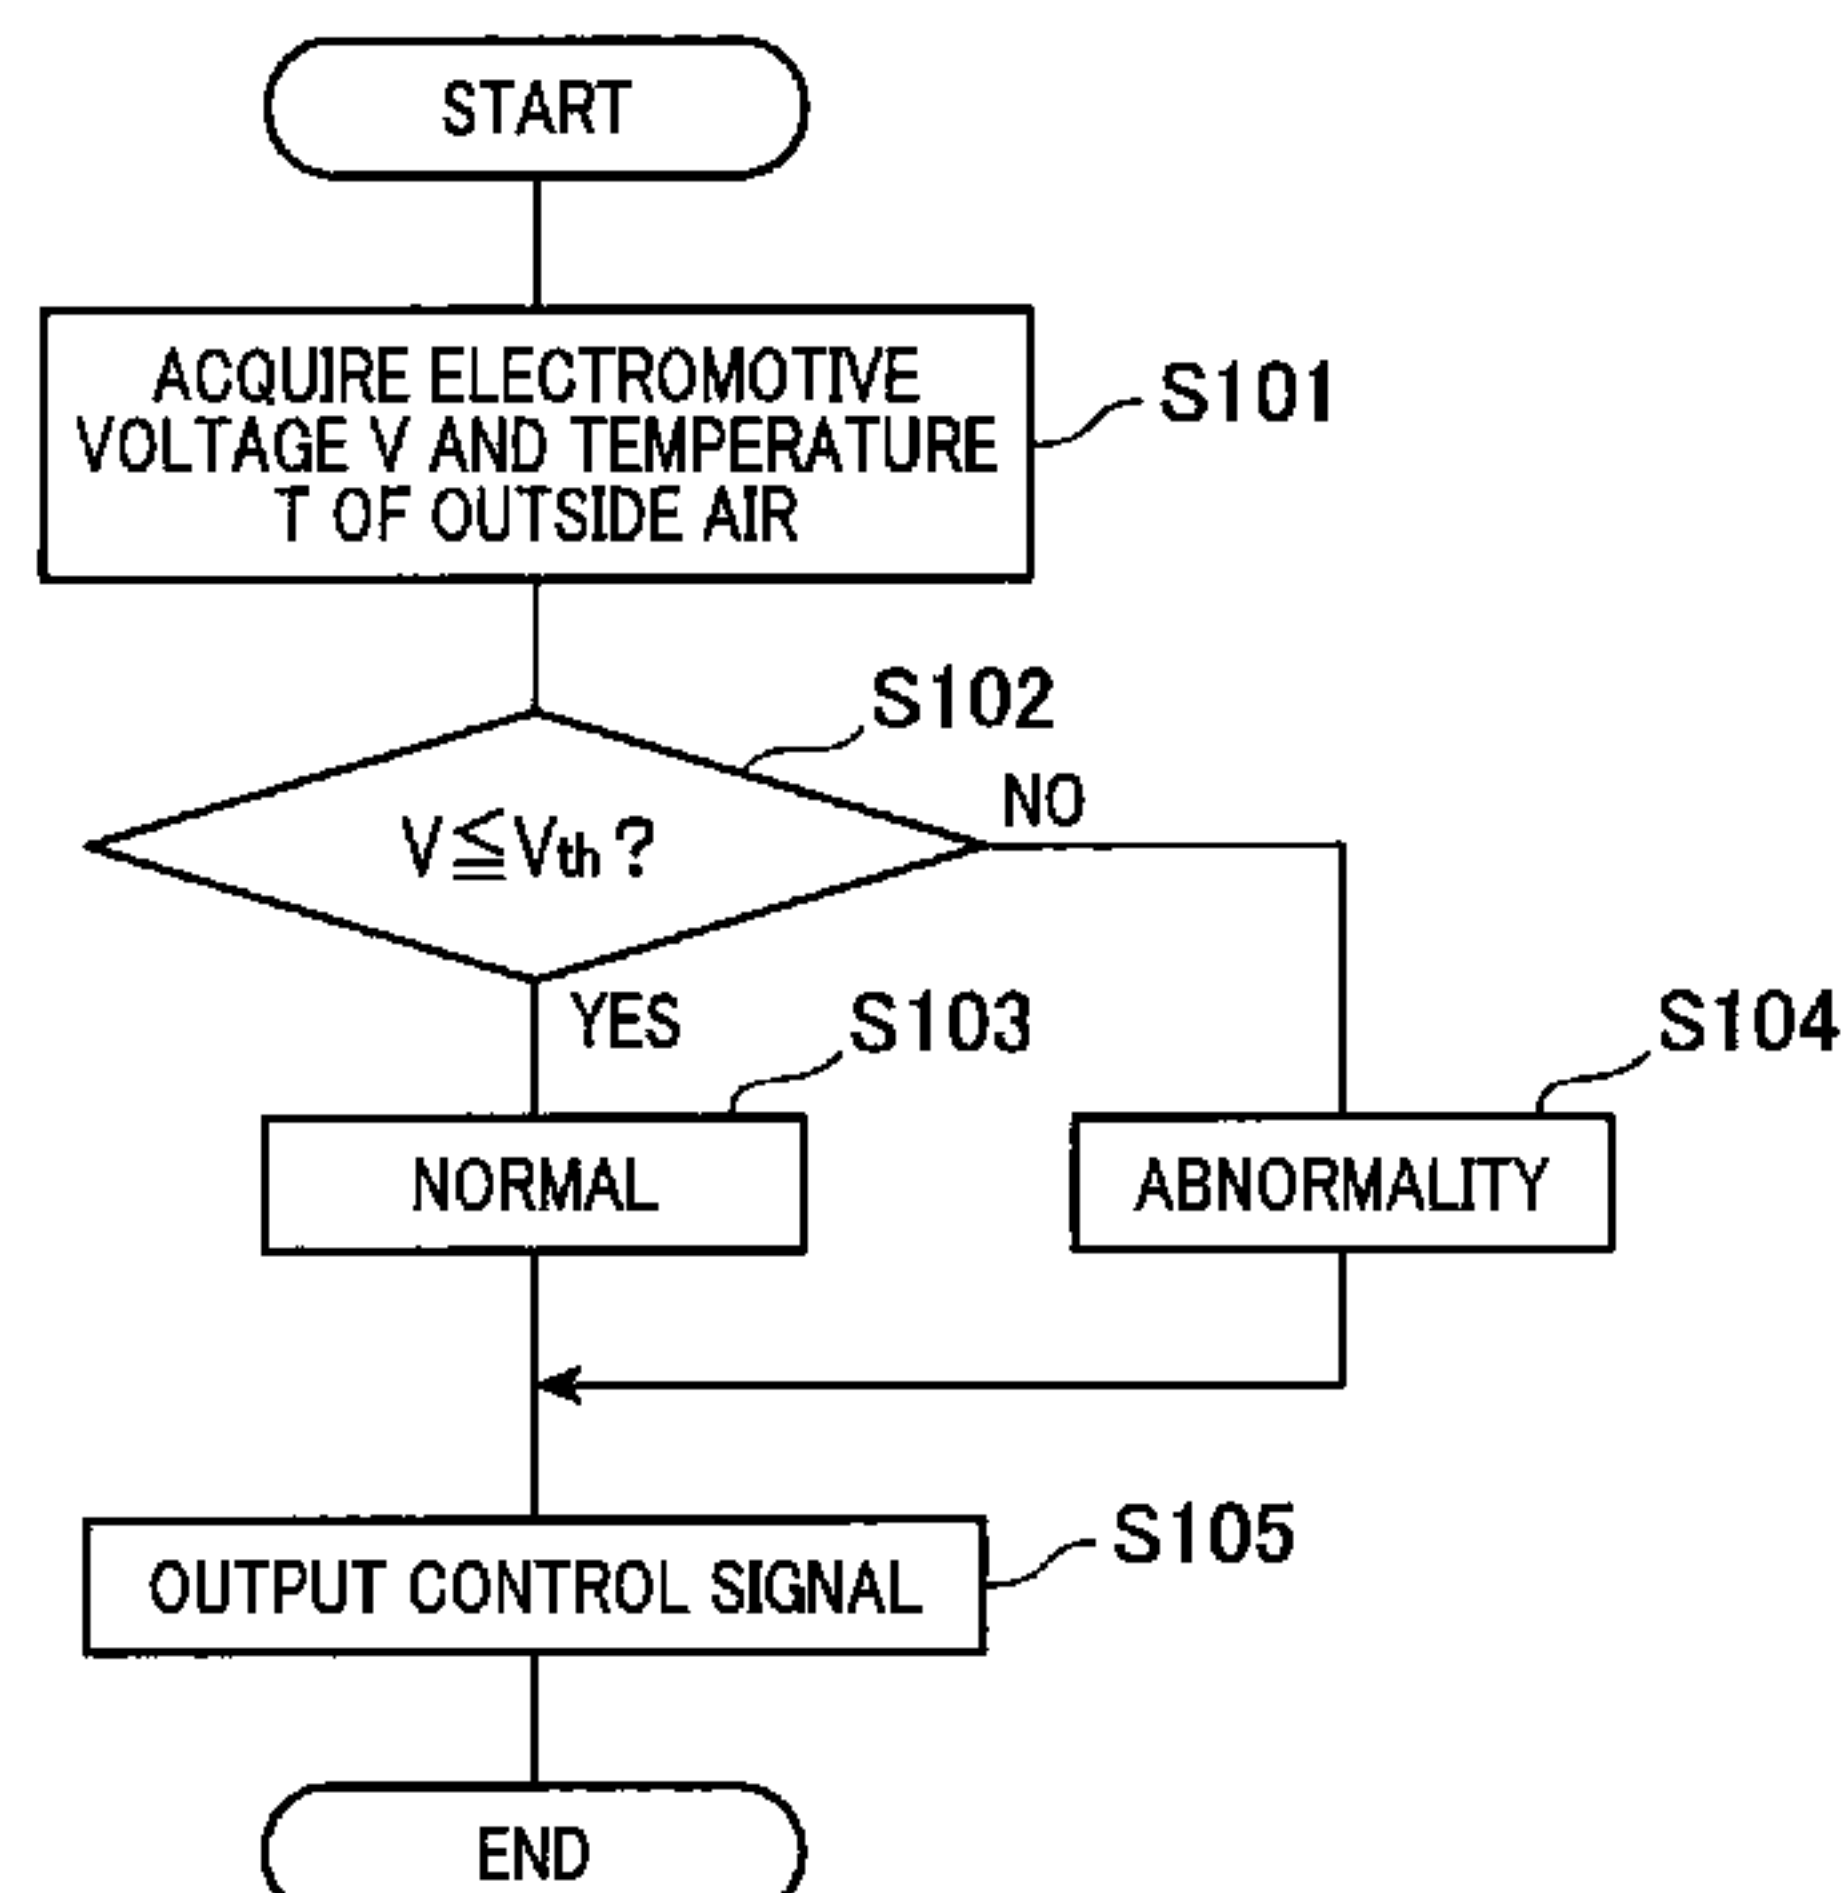 START
ACQUIRE ELECTROMOTIVE
VOLTAGE V AND TEMPERATURE
T OF OUTSIDE AIR
S101
S102
V≦Vth?
NO
YES
S103
S104
NORMAL
ABNORMALITY
OUTPUT CONTROL SIGNAL
S105
END